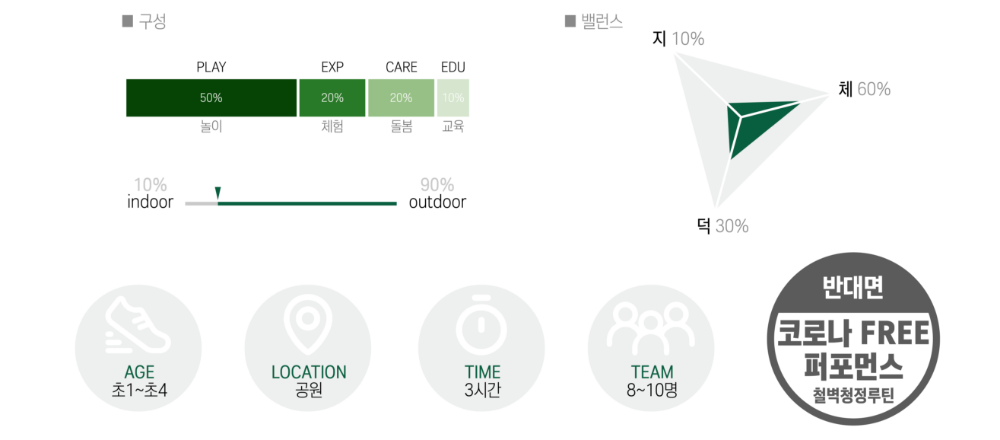 구성
PLAY EXP CARE EDU
50% 20% 20% 10%
놀이 체험 돌봄 교육
10% 90%
indoor outdoor
밸런스
지 10%
체 60%
덕 30%
AGE
초1~초4
LOCATION
공원
TIME
3시간
TEAM
8~10명
반대면
코로나 FREE
퍼포먼스
철벽청정루틴